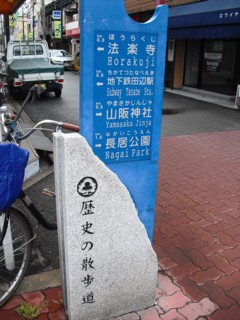 ほうらくじ
法楽寺
Horakuji
ちかてつたなべえき
地下鉄田辺駅
Subway Tanabe Sta.
やまさかじんじゃ
山阪神社
Yamasaka Jinja
ながいこうえん
長居公園
Nagai Park
歴史の散歩道